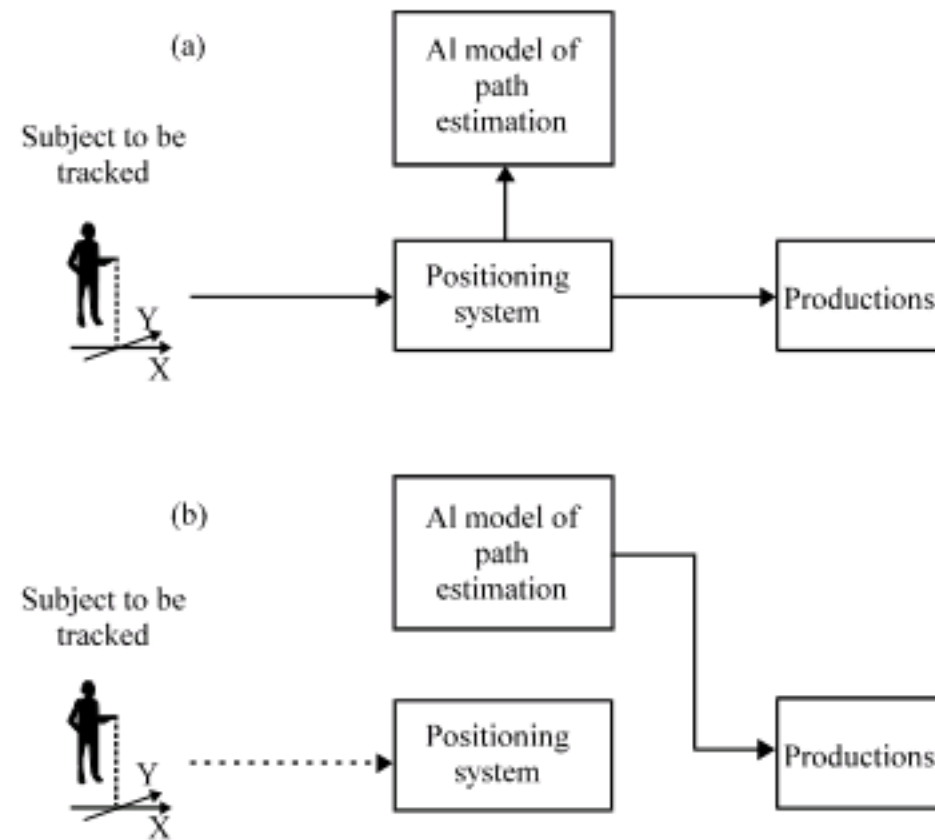 (a)
AI model of
path
estimation
Subject to be
tracked
Positioning
system
Productions
Y
X
(b)
AI model of
path
estimation
Subject to be
tracked
Positioning
system
Productions
Y
X